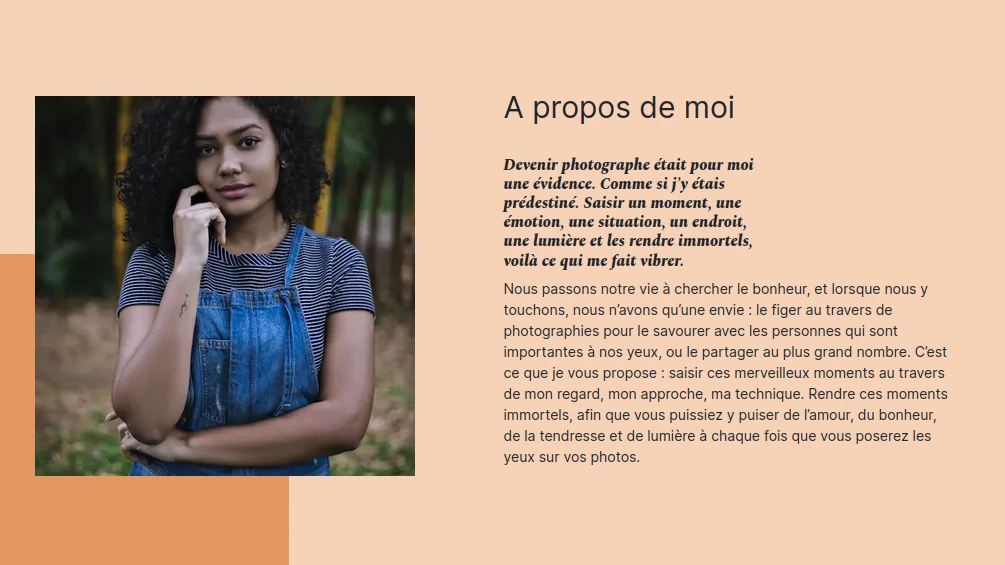 A propos de moi
Devenir photographe était pour moi
une évidence. Comme si j'y étais
prédestiné. Saisir un moment, une
émotion, une situation, un endroit,
une lumière et les rendre immortels,
voilà ce qui me fait vibrer.
Nous passons notre vie à chercher le bonheur, et lorsque nous y
touchons, nous n’avons qu’une envie : le figer au travers de
photographies pour le savourer avec les personnes qui sont
importantes à nos yeux, ou le partager au plus grand nombre. C’est
ce que je vous propose : saisir ces merveilleux moments au travers
de mon regard, mon approche, ma technique. Rendre ces moments
immortels, afin que vous puissiez y puiser de l’amour, du bonheur,
de la tendresse et de lumière à chaque fois que vous poserez les
yeux sur vos photos.